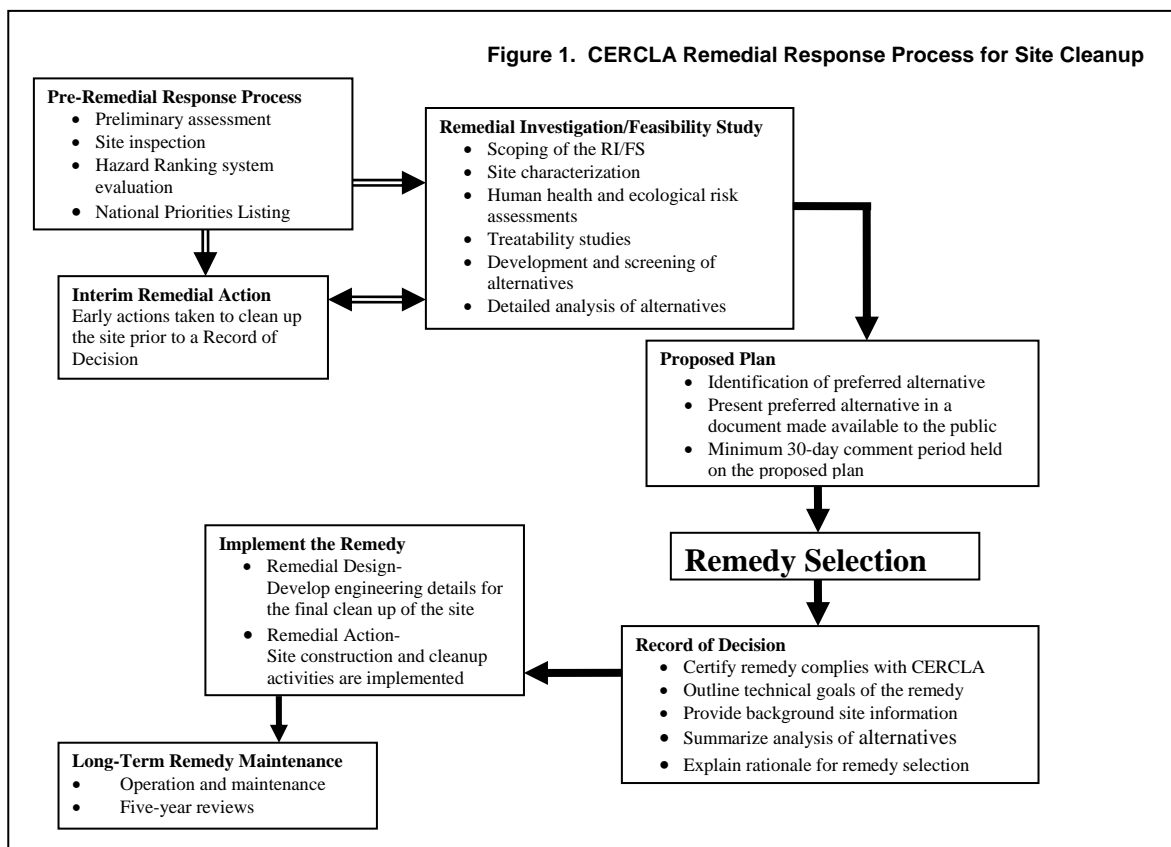 Figure 1. CERCLA Remedial Response Process for Site Cleanup
Pre-Remedial Response Process
• Preliminary assessment
• Site inspection
• Hazard Ranking system
evaluation
• National Priorities Listing
Remedial Investigation/Feasibility Study
• Scoping of the RI/FS
• Site characterization
• Human health and ecological risk
assessments
• Treatability studies
• Development and screening of
alternatives
• Detailed analysis of alternatives
Interim Remedial Action
Early actions taken to clean up
the site prior to a Record of
Decision
Proposed Plan
• Identification of preferred alternative
• Present preferred alternative in a
document made available to the public
• Minimum 30-day comment period held
on the proposed plan
Remedy Selection
Record of Decision
• Certify remedy complies with CERCLA
• Outline technical goals of the remedy
• Provide background site information
• Summarize analysis of alternatives
• Explain rationale for remedy selection
Implement the Remedy
• Remedial Design-
Develop engineering details for
the final clean up of the site
• Remedial Action-
Site construction and cleanup
activities are implemented
Long-Term Remedy Maintenance
• Operation and maintenance
• Five-year reviews